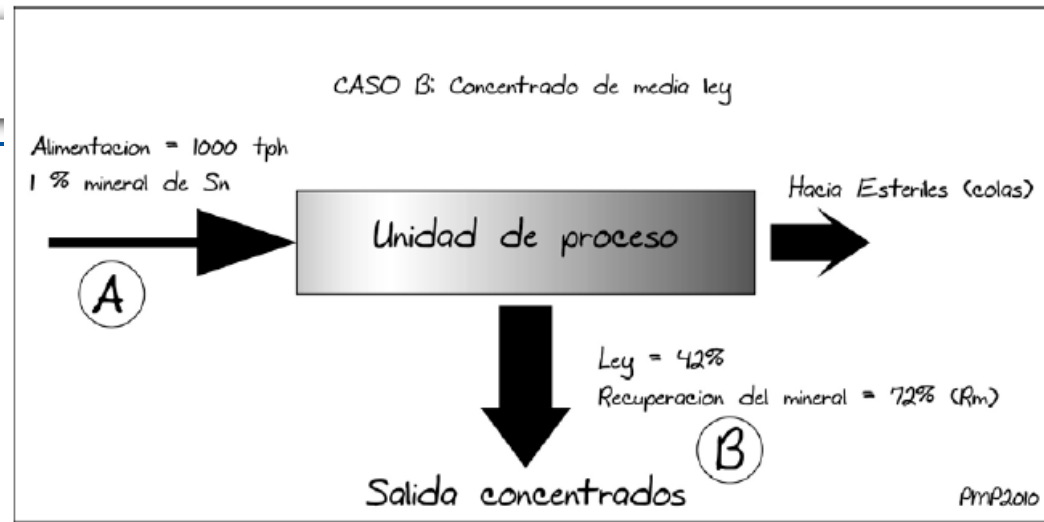 CASO B: Concentrado de media ley
Alimentacion = 1000 tph
1 % mineral de Sn
Hacia Esteriles (colas)
Unidad de proceso
A
Ley = 42%
Recuperacion del mineral = 72% (Rm)
B
Salida concentrados
PMP2010